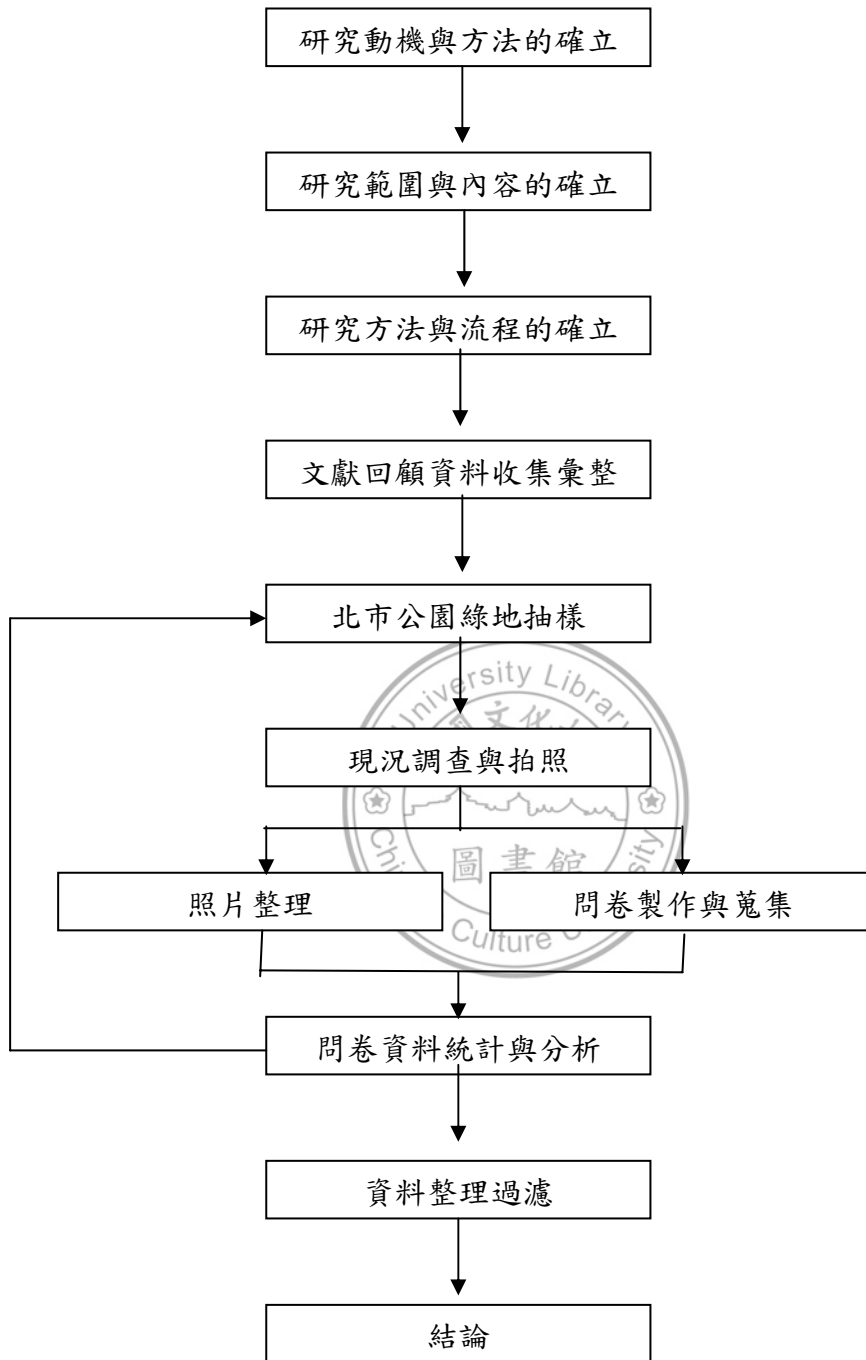 研究動機與方法的確立
研究範圍與內容的確立
研究方法與流程的確立
文獻回顧資料收集彙整
北市公園綠地抽樣
University Library
文化
現況調查與拍照
圖書館
照片整理
問卷製作與蒐集
Culture
問卷資料統計與分析
資料整理過濾
結論